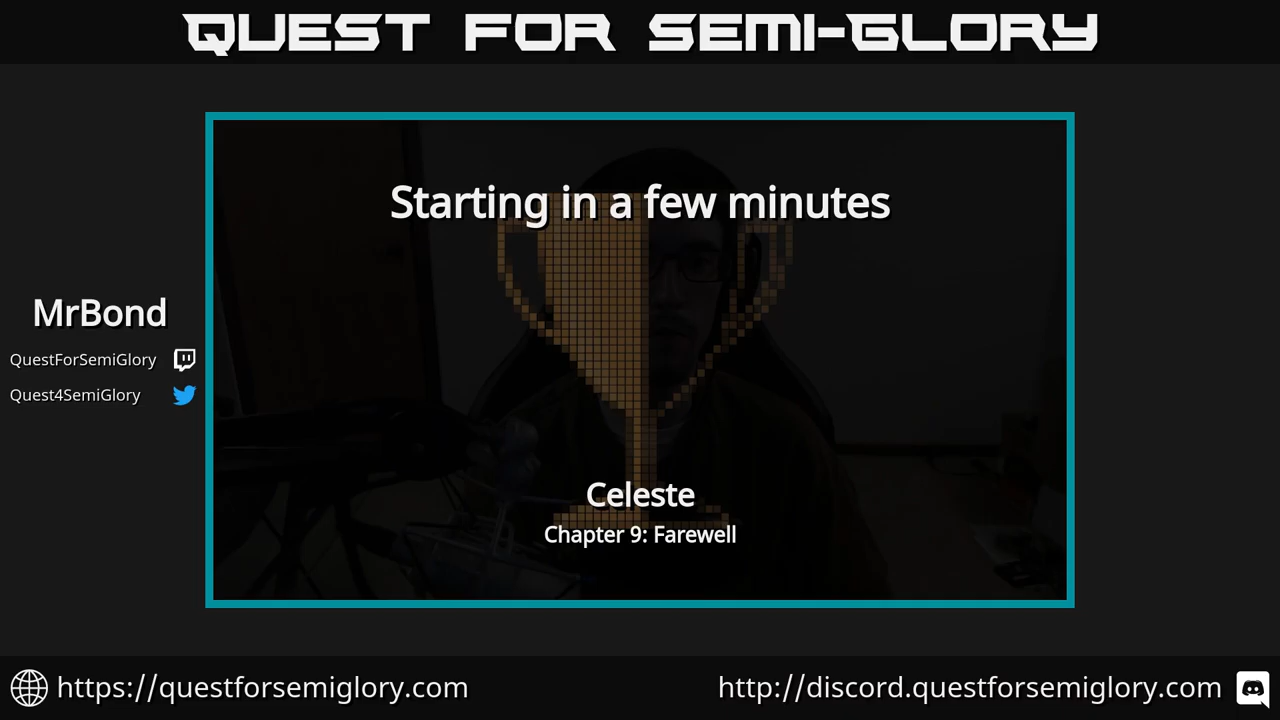 QUEST FOR SEMI-GLORY
Starting in a few minutes
MrBond
QuestForSemiGlory
Quest4SemiGlory
Celeste
Chapter 9: Farewell
https://questforsemiglory.com
http://discord.questforsemiglory.com